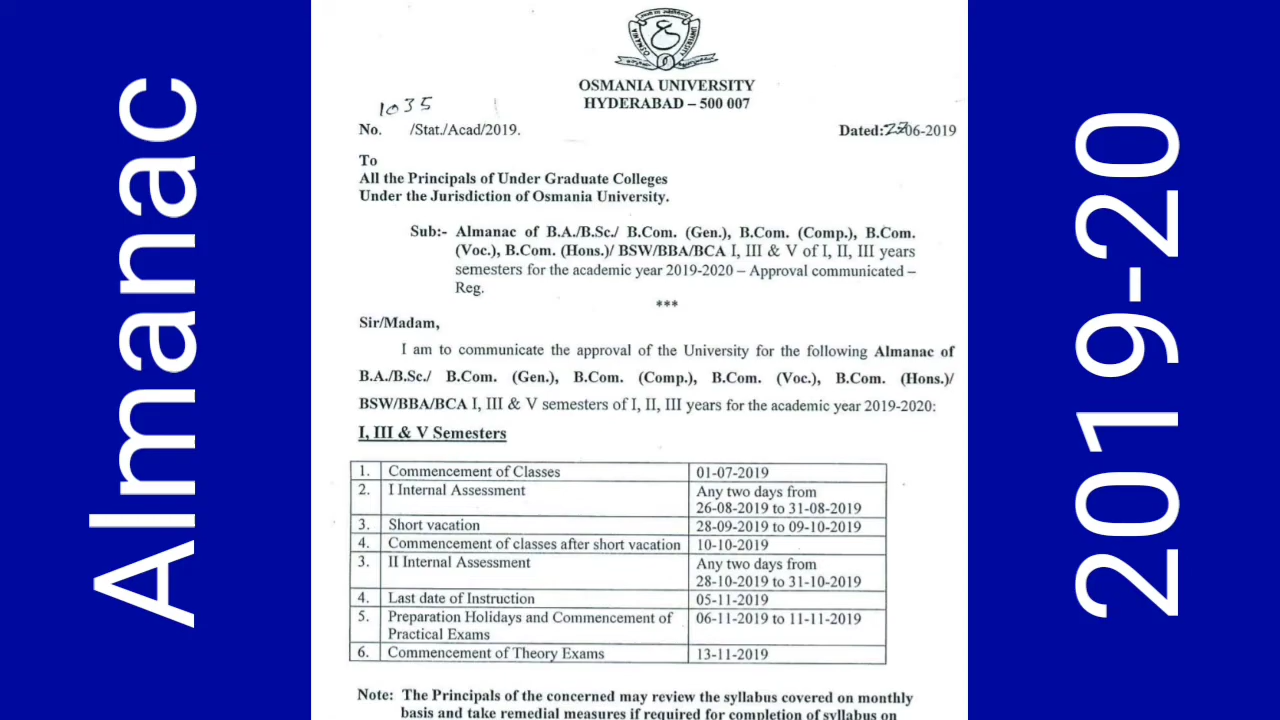 Almanac
OSMANIA UNIVERSITY
OSMANIA UNIVERSITY
HYDERABAD – 500 007
1035
No. /Stat./Acad/2019.
Dated:27-06-2019
To
All the Principals of Under Graduate Colleges
Under the Jurisdiction of Osmania University.
Sub:- Almanac of B.A./B.Sc./ B.Com. (Gen.), B.Com. (Comp.), B.Com.
(Voc.), B.Com. (Hons.)/ BSW/BBA/BCA I, III & V of I, II, III years
semesters for the academic year 2019-2020 – Approval communicated –
Reg.
***
Sir/Madam,
I am to communicate the approval of the University for the following Almanac of
B.A./B.Sc./ B.Com. (Gen.), B.Com. (Comp.), B.Com. (Voc.), B.Com. (Hons.)/
BSW/BBA/BCA I, III & V semesters of I, II, III years for the academic year 2019-2020:
I, III & V Semesters
1. Commencement of Classes 01-07-2019
2. I Internal Assessment Any two days from
26-08-2019 to 31-08-2019
3. Short vacation 28-09-2019 to 09-10-2019
4. Commencement of classes after short vacation 10-10-2019
3. II Internal Assessment Any two days from
28-10-2019 to 31-10-2019
4. Last date of Instruction 05-11-2019
5. Preparation Holidays and Commencement of 06-11-2019 to 11-11-2019
Practical Exams
6. Commencement of Theory Exams 13-11-2019
Note: The Principals of the concerned may review the syllabus covered on monthly
basis and take remedial measures if required for completion of syllabus on
2019-20